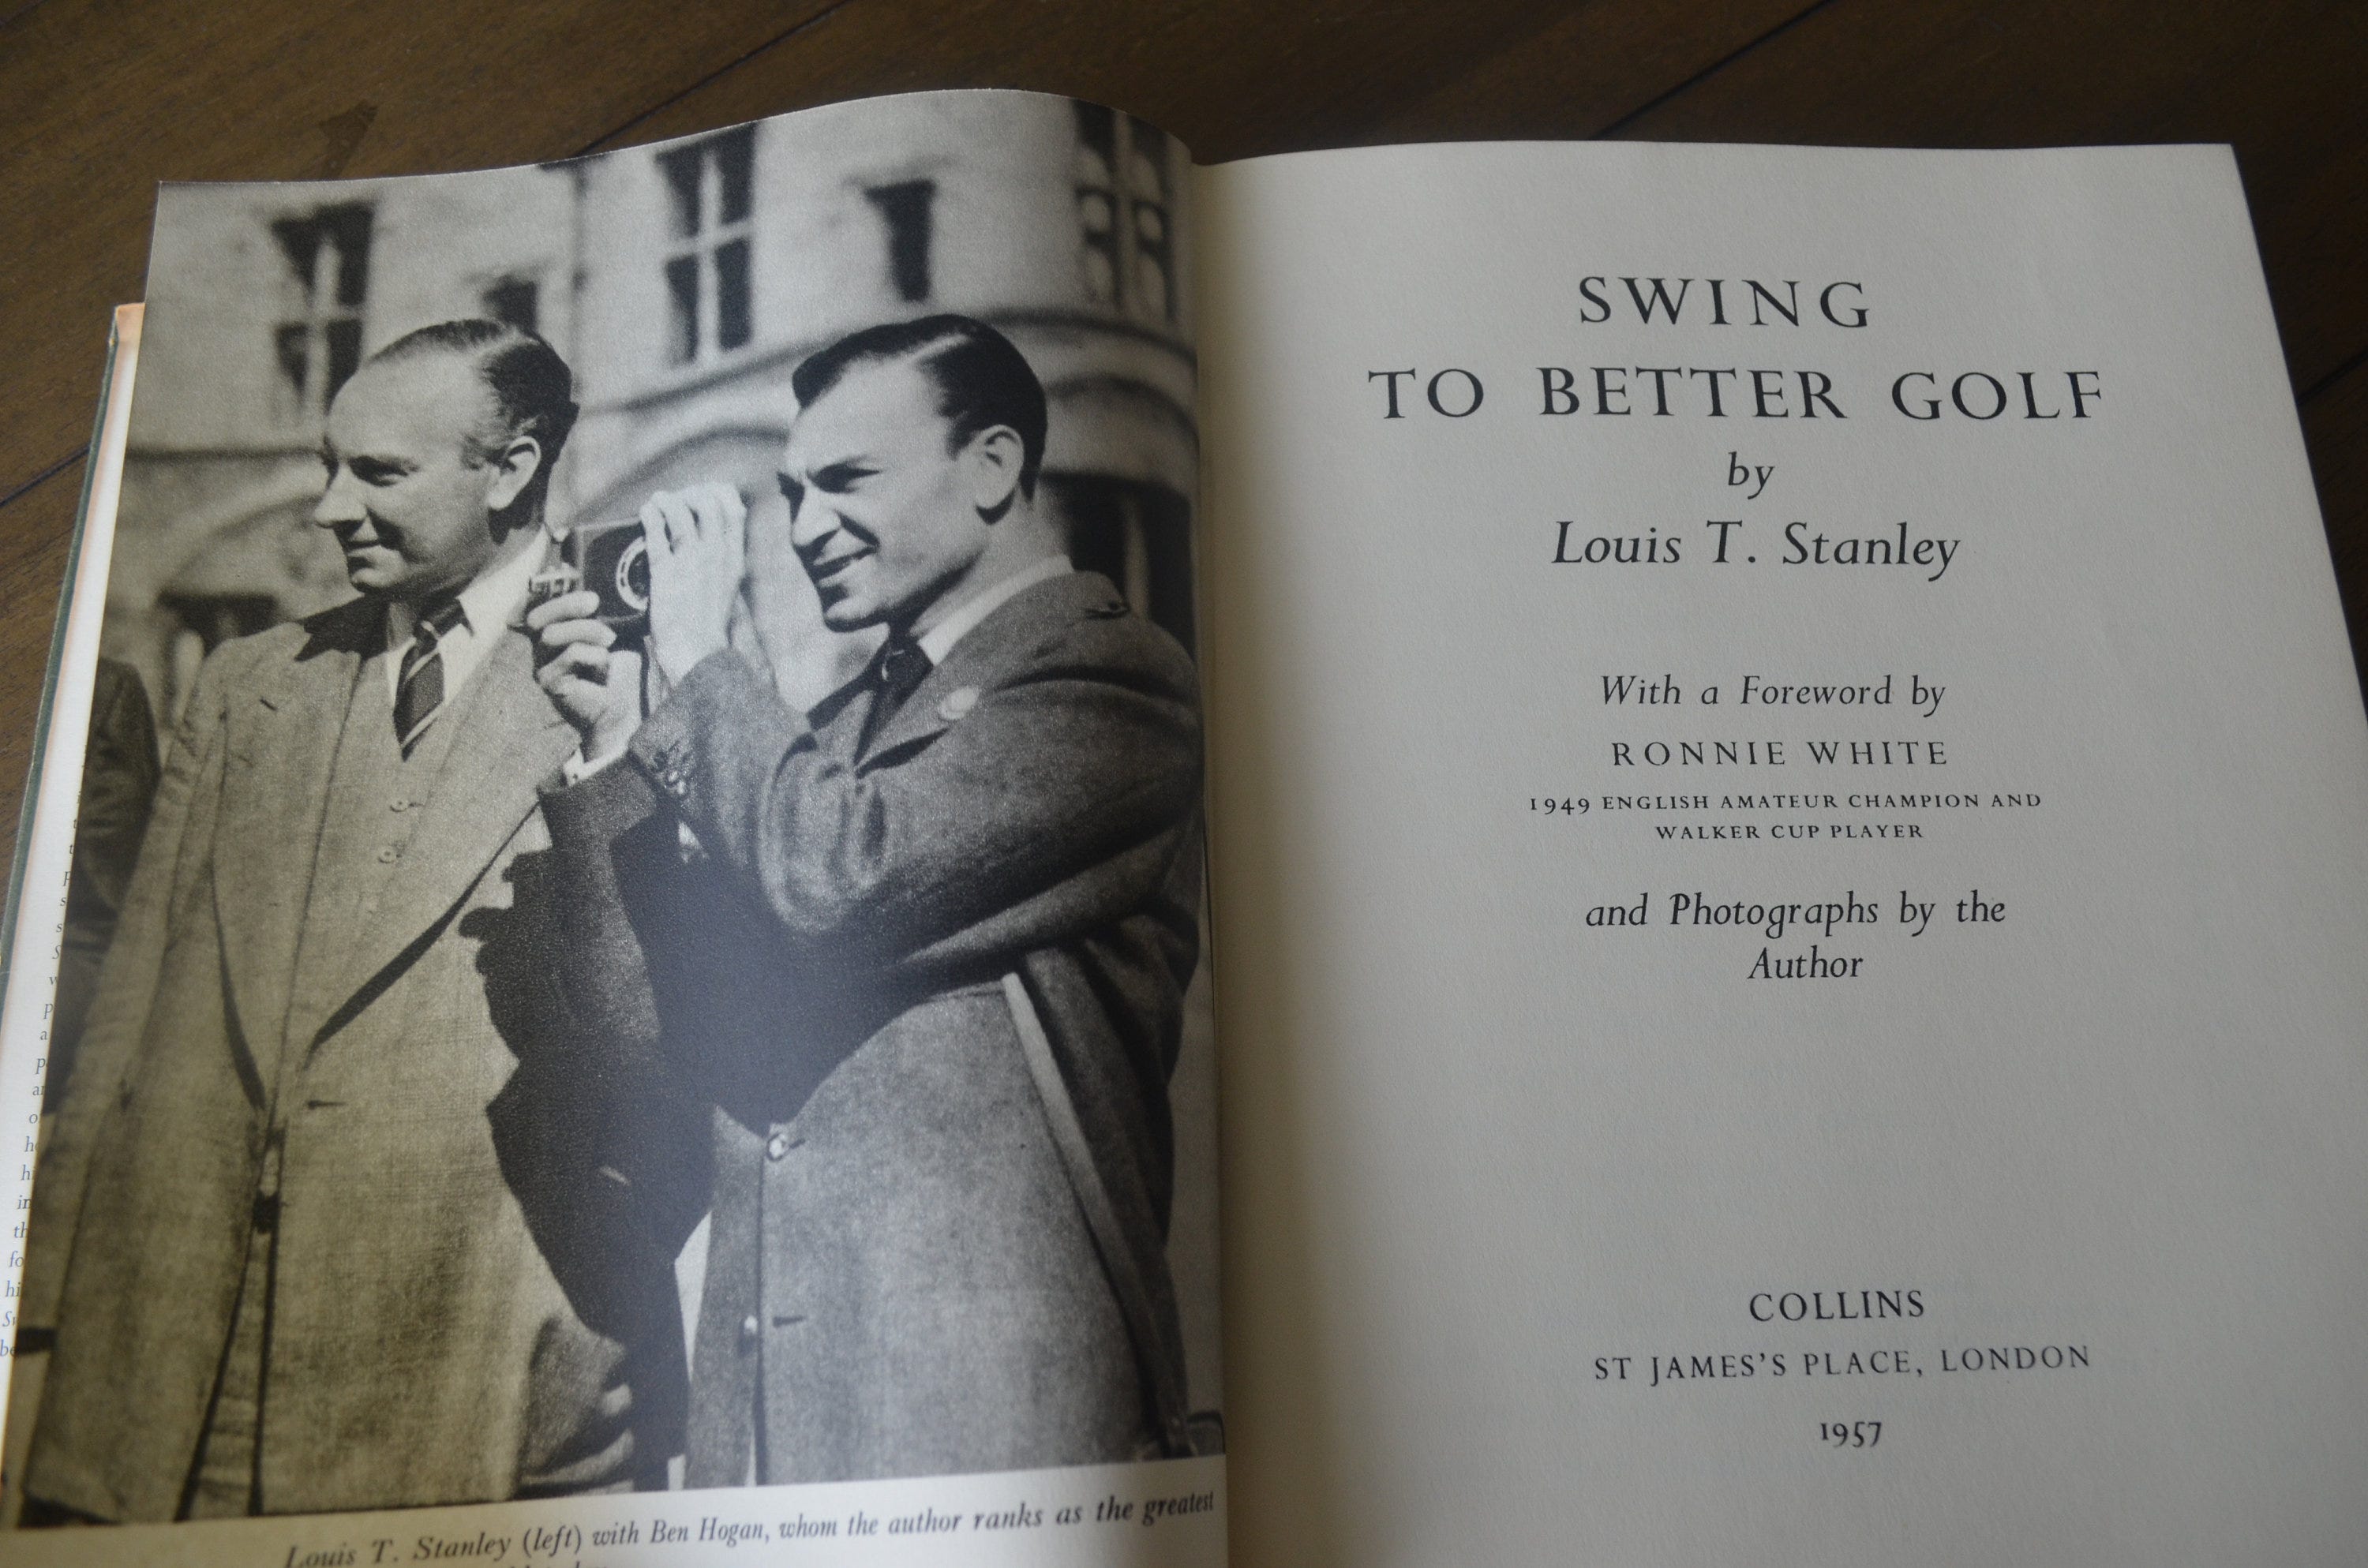 Louis T. Stanley (left) with Ben Hogan, whom the author ranks as the greatest
SWING
TO BETTER GOLF
by
Louis T. Stanley
With a Foreword by
RONNIE WHITE
1949 ENGLISH AMATEUR CHAMPION AND
WALKER CUP PLAYER
and Photographs by the
Author
COLLINS
ST JAMES'S PLACE, LONDON
1957